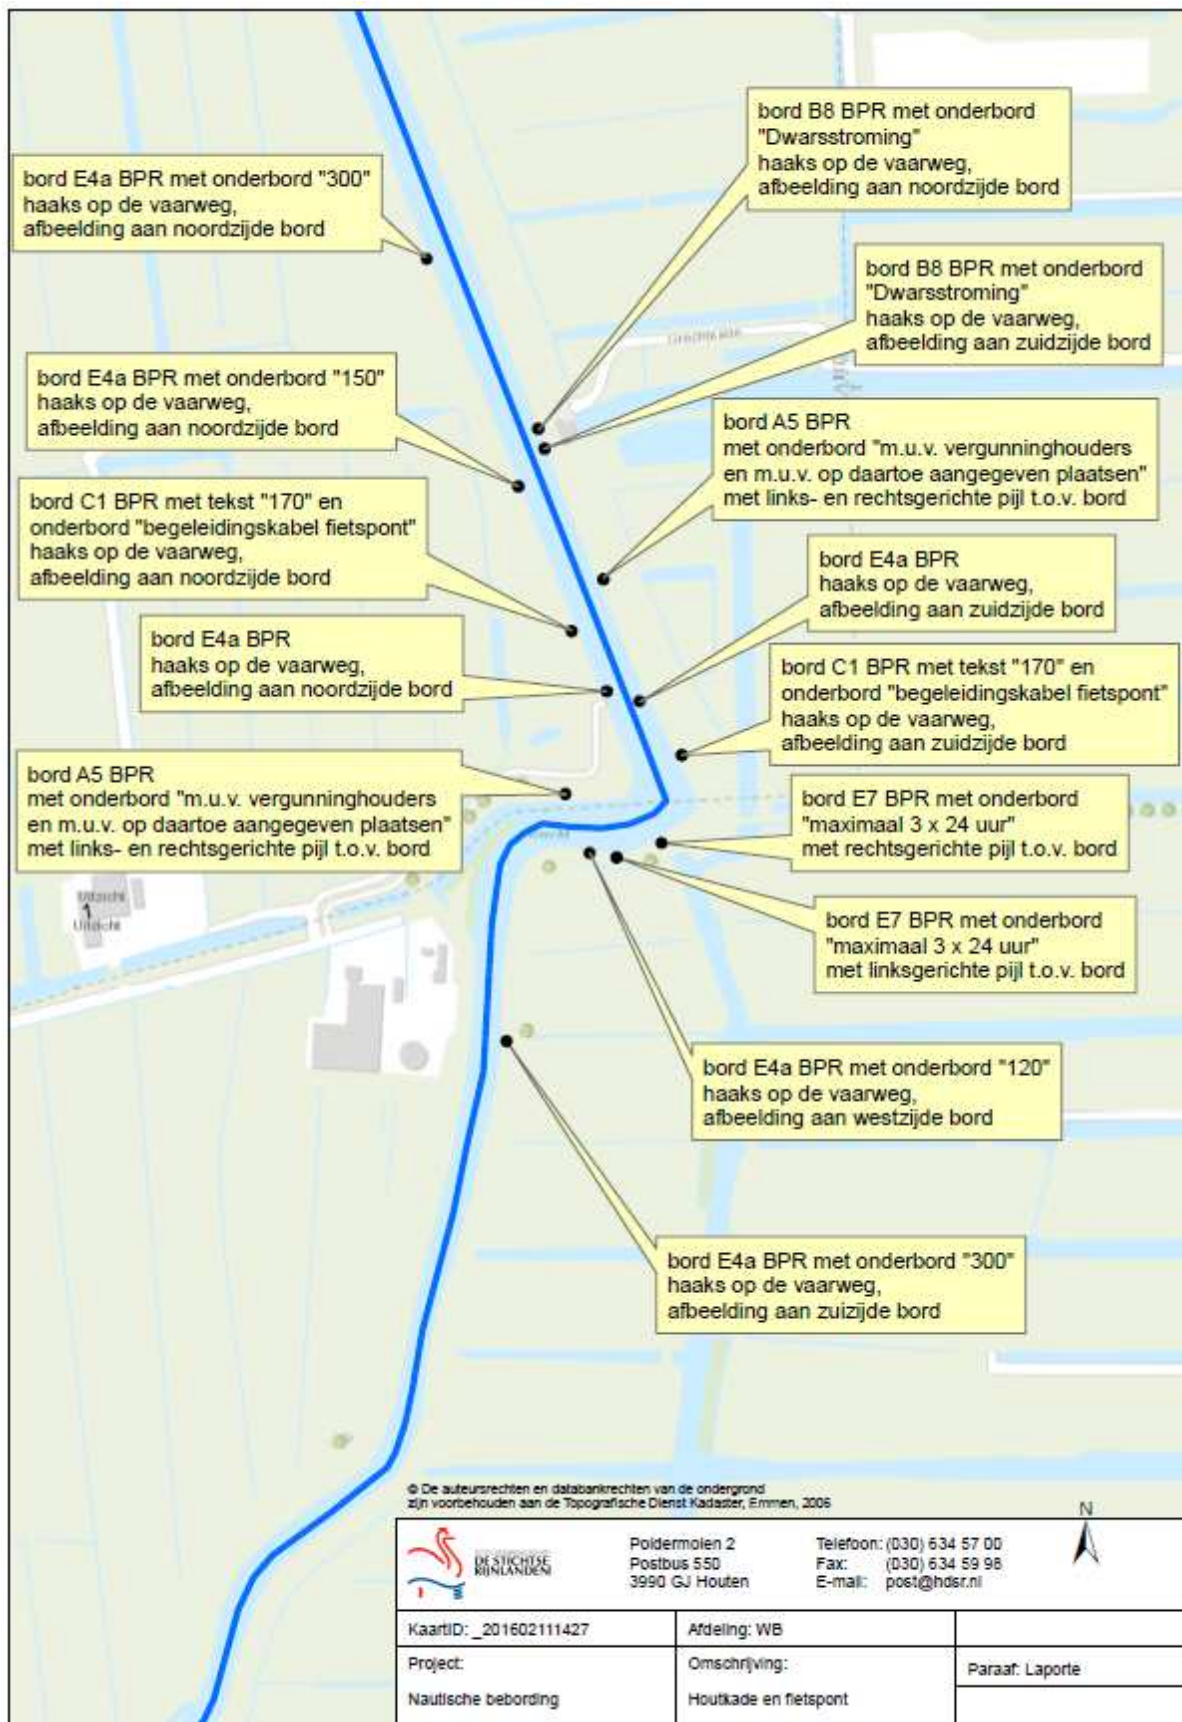 bord B8 BPR met onderbord
"Dwarsstroming"
haaks op de vaarweg,
afbeelding aan noordzijde bord
bord E4a BPR met onderbord "300"
haaks op de vaarweg,
afbeelding aan noordzijde bord
bord B8 BPR met onderbord
"Dwarsstroming"
haaks op de vaarweg,
afbeelding aan zuidzijde bord
bord E4a BPR met onderbord "150"
haaks op de vaarweg,
afbeelding aan noordzijde bord
bord A5 BPR
met onderbord "m.u.v. vergunninghouders
en m.u.v. op daartoe aangegeven plaatsen"
met links- en rechtsgerichte pijl t.o.v. bord
bord C1 BPR met tekst "170" en
onderbord "begeleidingskabel fietspont"
haaks op de vaarweg,
afbeelding aan noordzijde bord
bord E4a BPR
haaks op de vaarweg,
afbeelding aan zuidzijde bord
bord E4a BPR
haaks op de vaarweg,
afbeelding aan noordzijde bord
bord C1 BPR met tekst "170" en
onderbord "begeleidingskabel fietspont"
haaks op de vaarweg,
afbeelding aan zuidzijde bord
bord A5 BPR
met onderbord "m.u.v. vergunninghouders
en m.u.v. op daartoe aangegeven plaatsen"
met links- en rechtsgerichte pijl t.o.v. bord
bord E7 BPR met onderbord
"maximaal 3 x 24 uur"
met rechtsgerichte pijl t.o.v. bord
Uitzicht
1
Uitzicht
bord E7 BPR met onderbord
"maximaal 3 x 24 uur"
met linksgerichte pijl t.o.v. bord
bord E4a BPR met onderbord "120"
haaks op de vaarweg,
afbeelding aan westzijde bord
bord E4a BPR met onderbord "300"
haaks op de vaarweg,
afbeelding aan zuizijde bord
© De auteursrechten en databankrechten van de ondergrond
zijn voorbehouden aan de Topografische Dienst Kadaster, Emmen, 2006
N
DE STICHTSE
RIJNLANDEN
Poldermolen 2
Postbus 550
3990 GJ Houten
Telefoon: (030) 634 57 00
Fax: (030) 634 59 98
E-mail: post@hdsr.nl
KaartID: _201602111427
Afdeling: WB
Project:
Nautische bebording
Omschrijving:
Houtkade en fietspont
Paraaf: Laporte